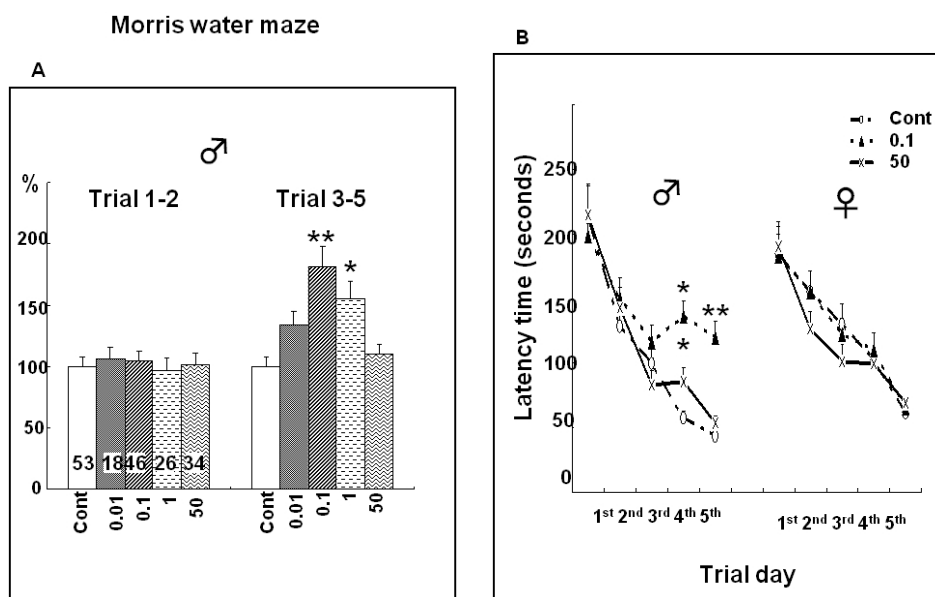 Morris water maze
A
♂
%
Trial 1-2
Trial 3-5
200
150
100
50
0
**
*
53 18 46 26 34
Cont 0.01 0.1 1 50
Cont 0.01 0.1 1 50
B
Cont
0.1
50
Latency time (seconds)
250
200
150
100
50
0
♂
♀
*
**
*
1st 2nd 3rd 4th 5th
1st 2nd 3rd 4th 5th
Trial day